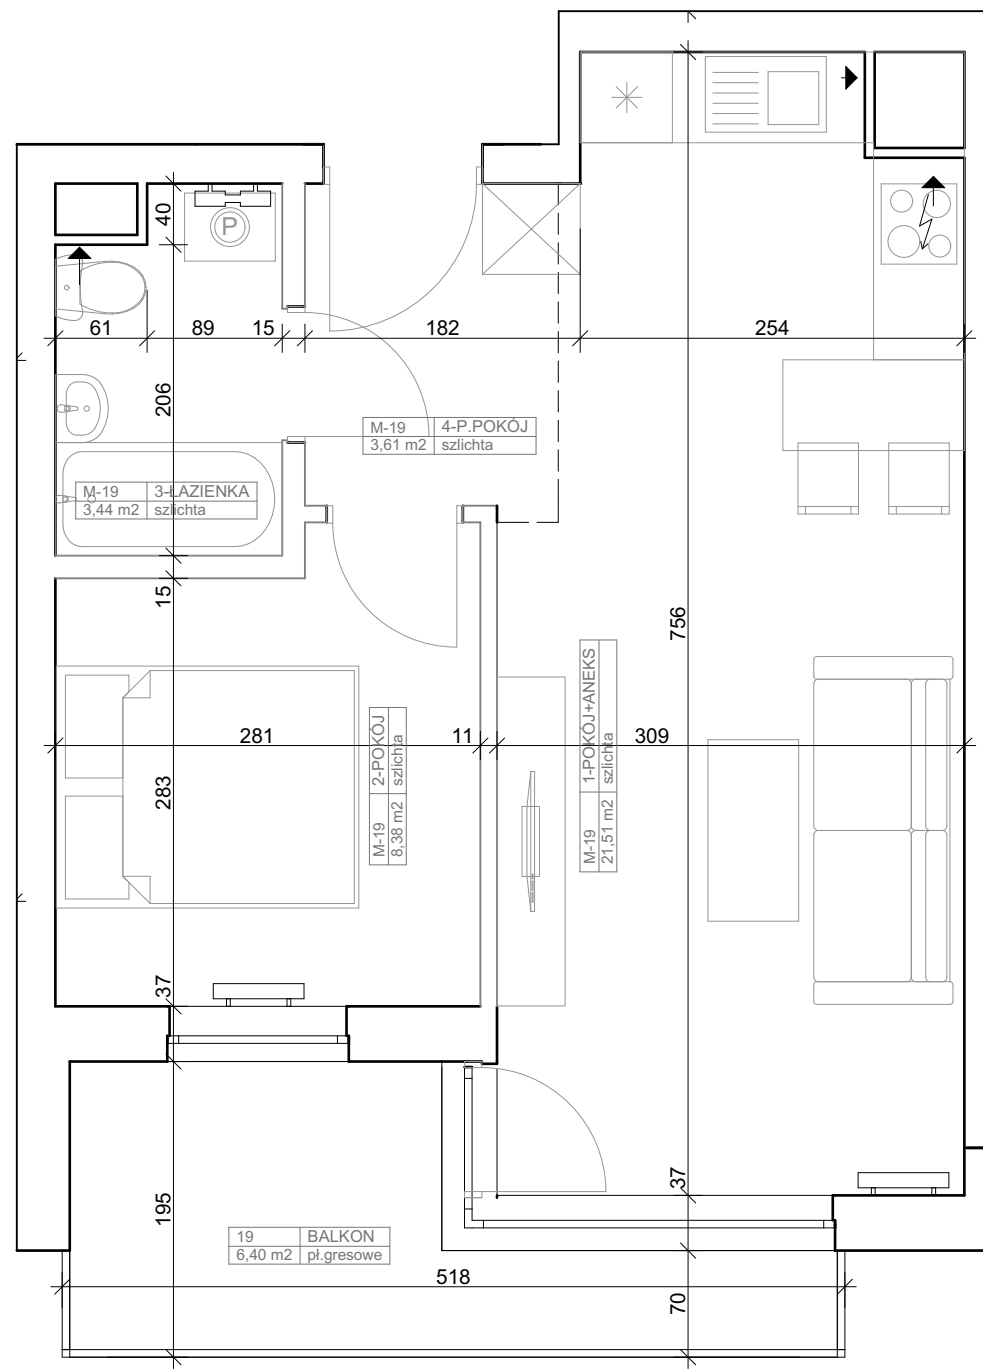 40
P
61
89
15
182
254
206
M-19 4-P.POKÓJ
3,61 m2 szlichta
M-19 3-ŁAZIENKA
3,44 m2 szlichta
15
756
281
11
309
283
M-19 2-POKÓJ
8,38 m2 szlichta
M-19 1-POKÓJ+ANEKS
21,51 m2 szlichta
37
37
195
19 BALKON
6,40 m2 pł.gresowe
518
70